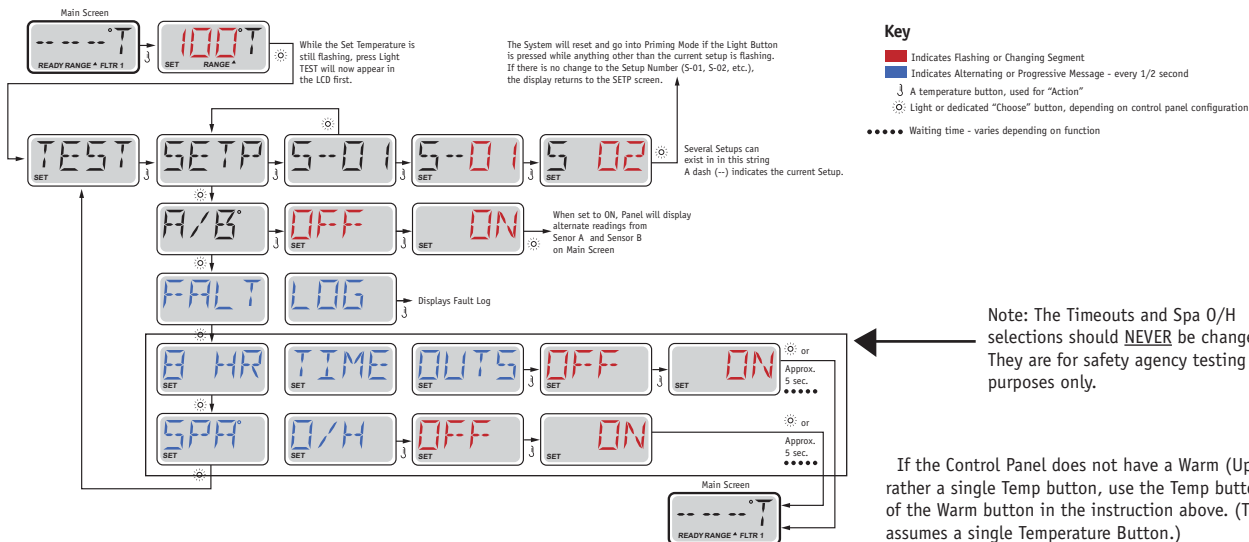 Main Screen
-- -- -- °T
READY RANGE ▲ FLTR 1
100°T
SET RANGE ▲
While the Set Temperature is
still flashing, press Light
TEST will now appear in
the LCD first.
The System will reset and go into Priming Mode if the Light Button
is pressed while anything other than the current setup is flashing.
If there is no change to the Setup Number (S-01, S-02, etc.),
the display returns to the SETP screen.
Key
Indicates Flashing or Changing Segment
Indicates Alternating or Progressive Message - every 1/2 second
A temperature button, used for "Action"
Light or dedicated "Choose" button, depending on control panel configuration
Waiting time - varies depending on function
TEST
SET
SETP
S--01
S--01
SET
S 02
SET
Several Setups can
exist in in this string
A dash (--) indicates the current Setup.
A/B°
OFF
SET
ON
SET
When set to ON, Panel will display
alternate readings from
Senor A and Sensor B
on Main Screen
FALT
LOG
Displays Fault Log
8 HR
SET
TIME
SET
OUTS
SET
OFF
SET
ON
SET
or
Approx.
5 sec.
SPA°
SET
O/H
SET
OFF
SET
ON
SET
or
Approx.
5 sec.
Note: The Timeouts and Spa O/H
selections should NEVER be change
They are for safety agency testing
purposes only.
Main Screen
-- -- -- °T
READY RANGE ▲ FLTR 1
If the Control Panel does not have a Warm (Up
rather a single Temp button, use the Temp butto
of the Warm button in the instruction above. (T
assumes a single Temperature Button.)